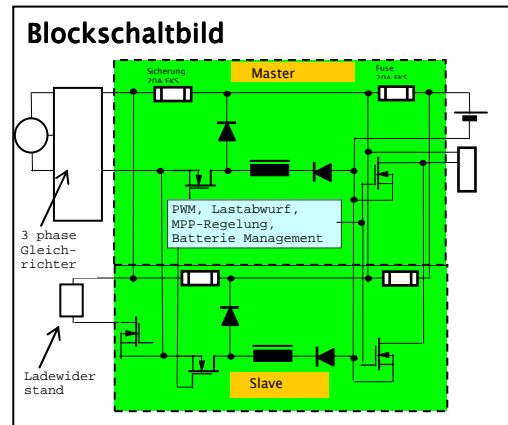 Blockschaltbild
Sicherung
20A FKS
Master
Fuse
20A FKS
PWM, Lastabwurf,
MPP-Regelung,
Batterie Management
3 phase
Gleich-
richter
Ladewider
stand
Slave